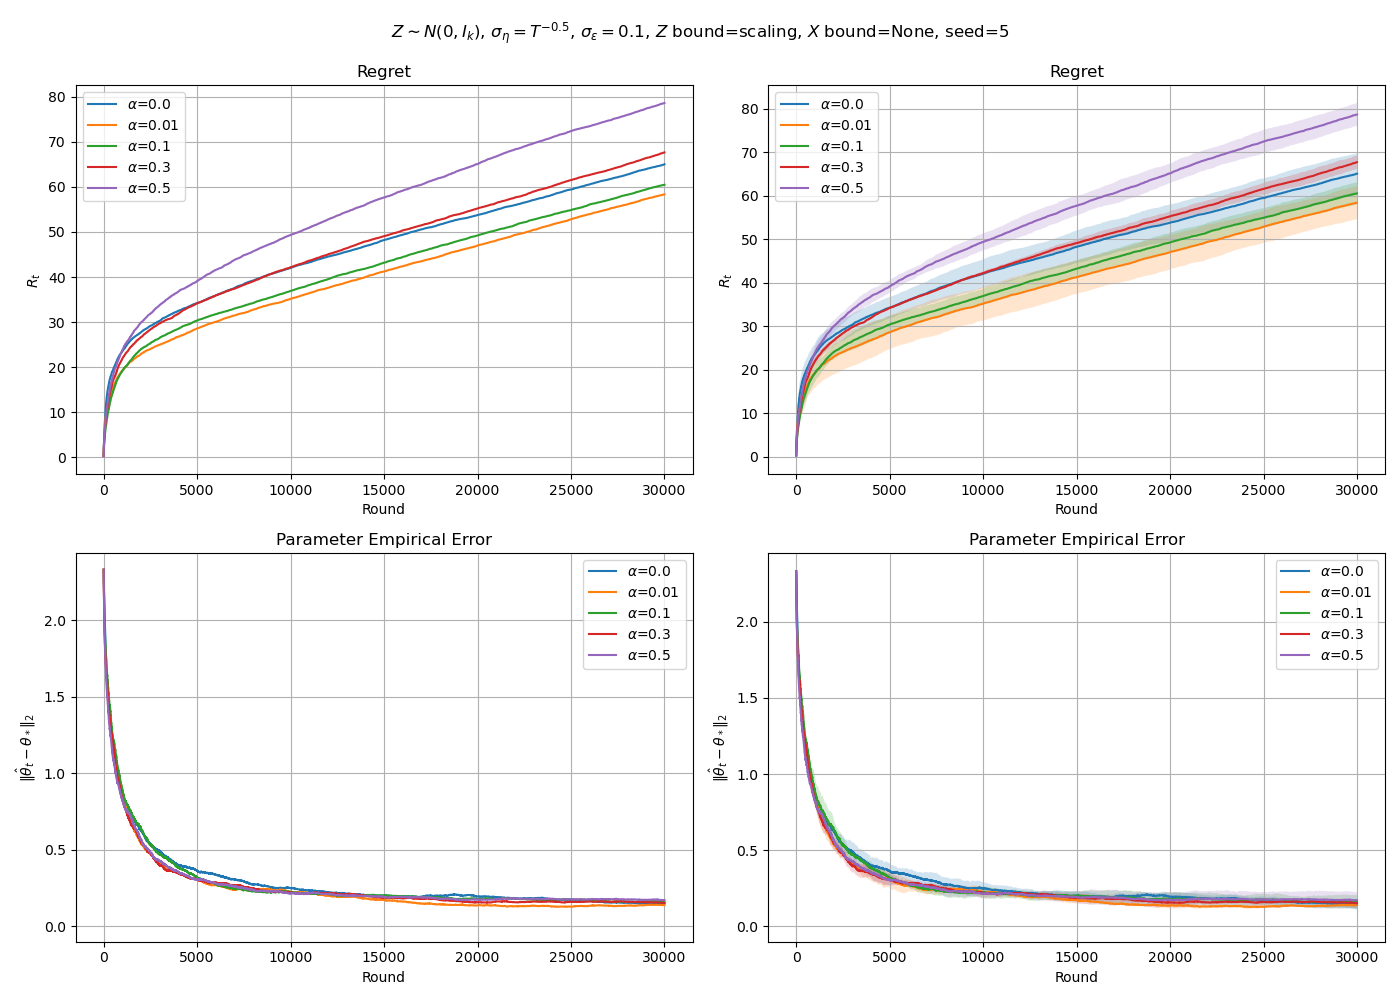 Z ~ N(0, I_k), σ_η = T^{-0.5}, σ_ε = 0.1, Z bound=scaling, X bound=None, seed=5
Regret
R_t
80
70
60
50
40
30
20
10
0
α=0.0
α=0.01
α=0.1
α=0.3
α=0.5
0 5000 10000 15000 20000 25000 30000
Round
Regret
R_t
80
70
60
50
40
30
20
10
0
α=0.0
α=0.01
α=0.1
α=0.3
α=0.5
0 5000 10000 15000 20000 25000 30000
Round
Parameter Empirical Error
‖θ̂_t − θ_*‖_2
2.0
1.5
1.0
0.5
0.0
α=0.0
α=0.01
α=0.1
α=0.3
α=0.5
0 5000 10000 15000 20000 25000 30000
Round
Parameter Empirical Error
‖θ̂_t − θ_*‖_2
2.0
1.5
1.0
0.5
0.0
α=0.0
α=0.01
α=0.1
α=0.3
α=0.5
0 5000 10000 15000 20000 25000 30000
Round